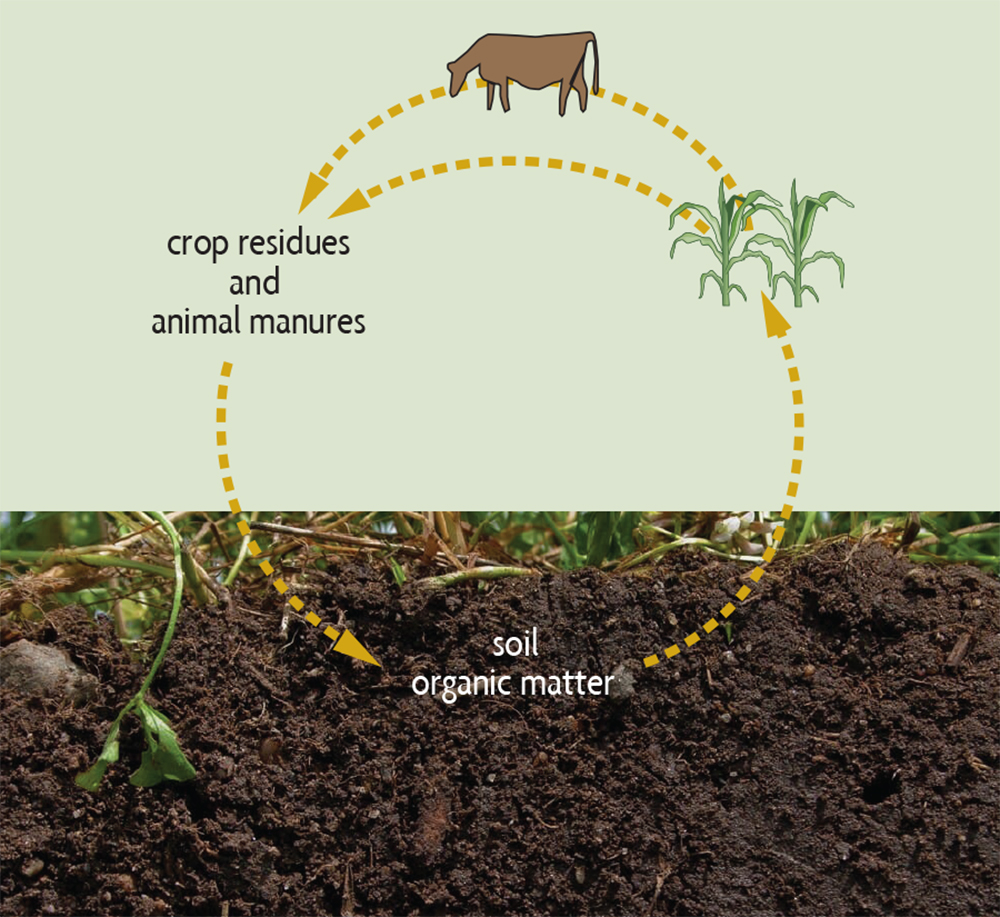 crop residues
and
animal manures
soil
organic matter